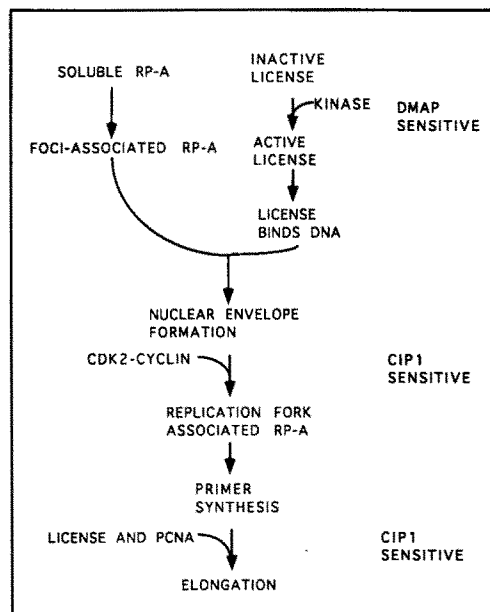 SOLUBLE RP-A
FOCI-ASSOCIATED RP-A
INACTIVE
LICENSE
KINASE
DMAP
SENSITIVE
ACTIVE
LICENSE
LICENSE
BINDS DNA
NUCLEAR ENVELOPE
FORMATION
CDK2-CYCLIN
CIP1
SENSITIVE
REPLICATION FORK
ASSOCIATED RP-A
PRIMER
SYNTHESIS
LICENSE AND PCNA
CIP1
SENSITIVE
ELONGATION